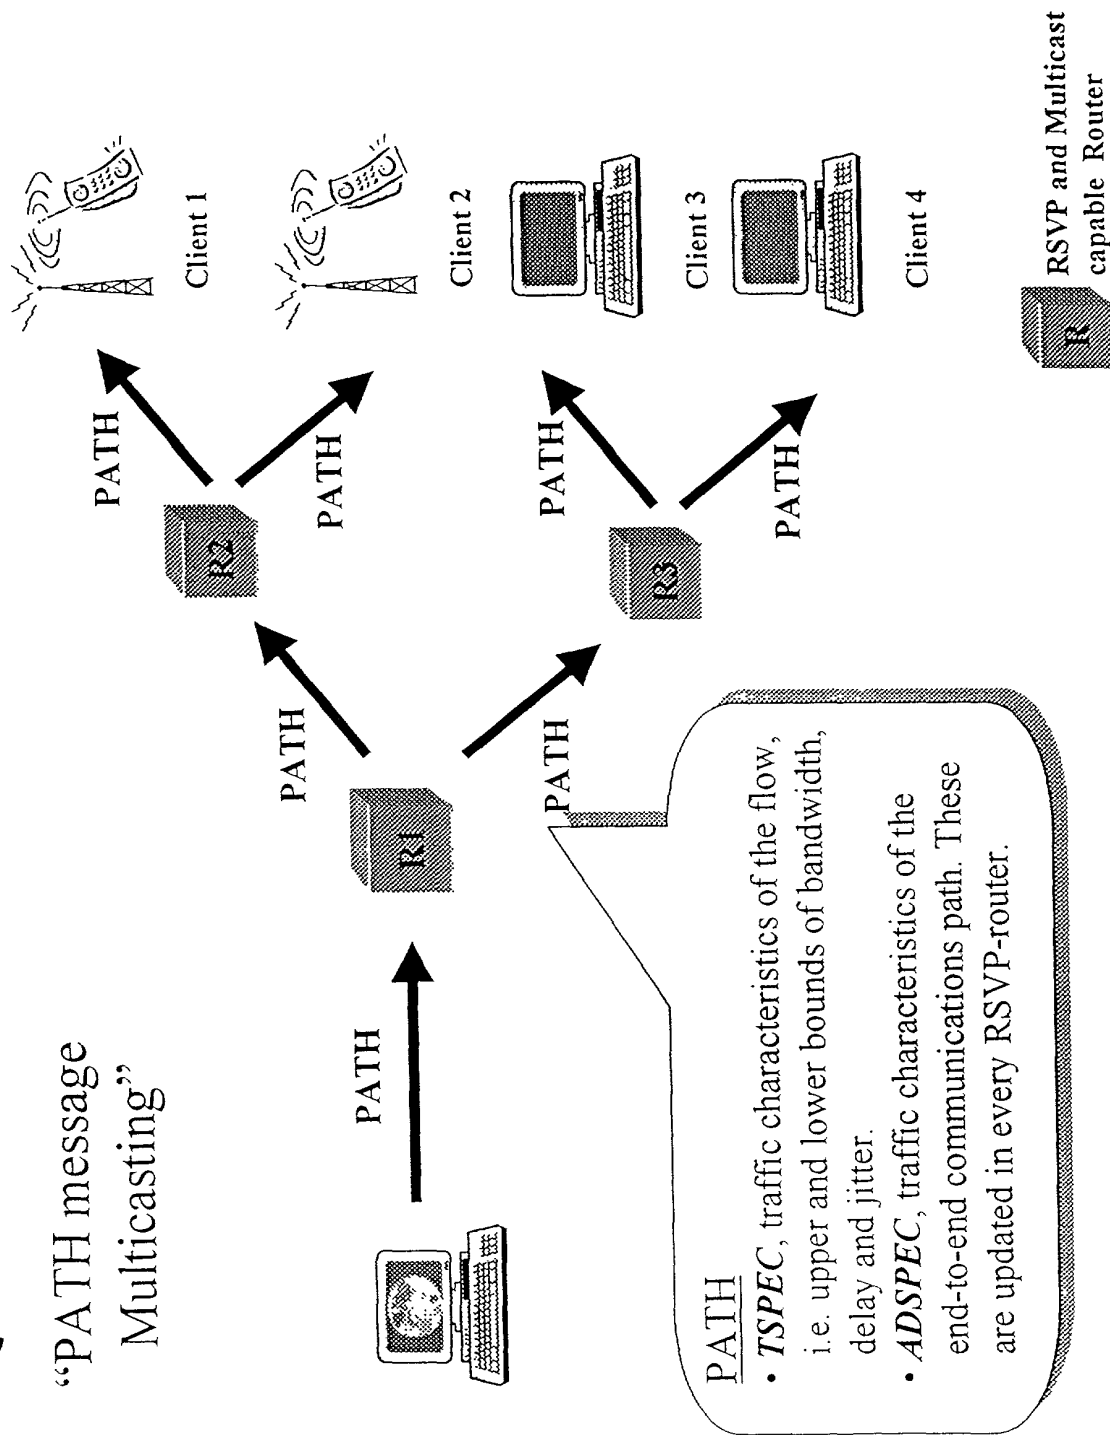 “PATH message
Multicasting”
PATH
R1
PATH
PATH
R2
R3
PATH
PATH
PATH
PATH
Client 1
Client 2
Client 3
Client 4
PATH
• TSPEC, traffic characteristics of the flow,
i.e. upper and lower bounds of bandwidth,
delay and jitter.
• ADSPEC, traffic characteristics of the
end-to-end communications path. These
are updated in every RSVP-router.
R
RSVP and Multicast
capable Router